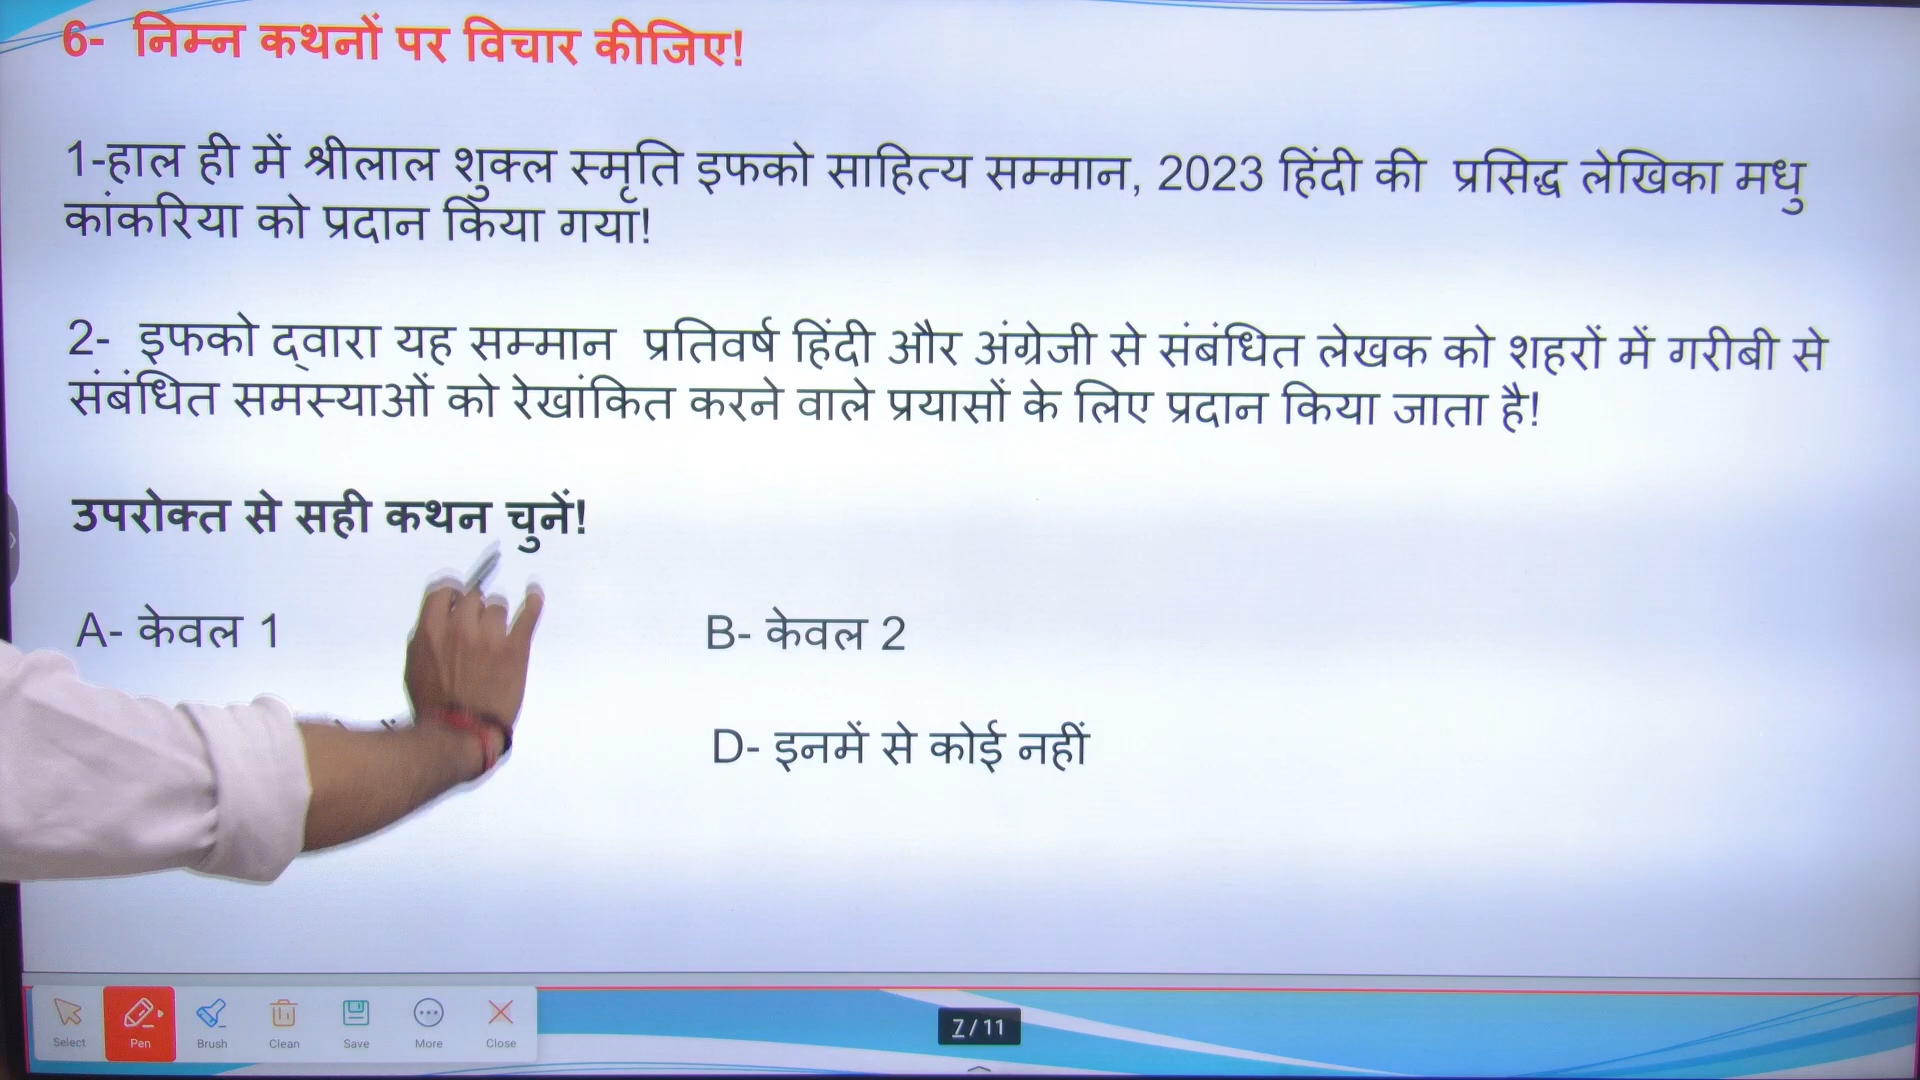 6- निम्न कथनों पर विचार कीजिए!
1-हाल ही में श्रीलाल शुक्ल स्मृति इफको साहित्य सम्मान, 2023 हिंदी की प्रसिद्ध लेखिका मधु
कांकरिया को प्रदान किया गया!
2- इफको द्वारा यह सम्मान प्रतिवर्ष हिंदी और अंग्रेजी से संबंधित लेखक को शहरों में गरीबी से
संबंधित समस्याओं को रेखांकित करने वाले प्रयासों के लिए प्रदान किया जाता है!
उपरोक्त से सही कथन चुनें!
A- केवल 1
B- केवल 2
D- इनमें से कोई नहीं
Select Pen Brush Clean Save More Close
7/11